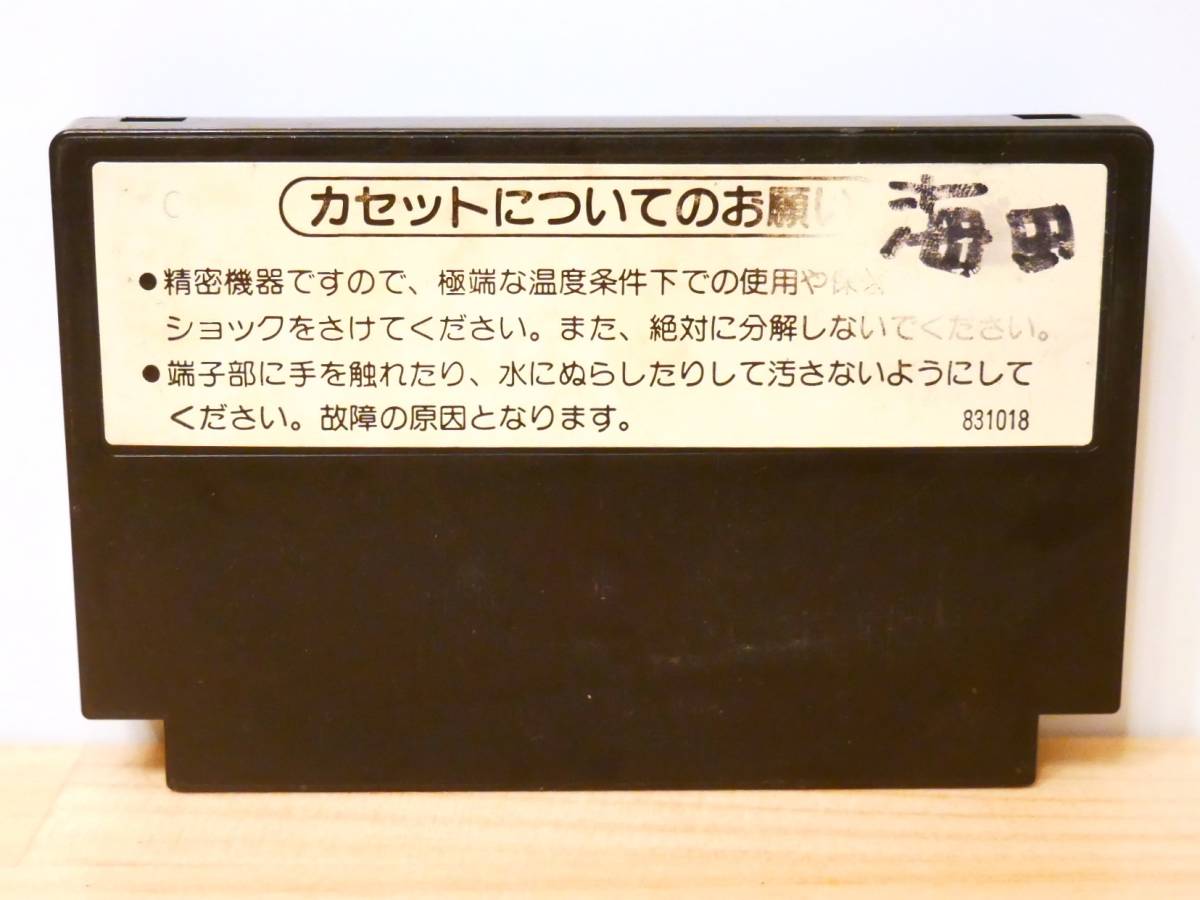 C
カセットについてのお願い
海田
●精密機器ですので、極端な温度条件下での使用や保
ショックをさけてください。また、絶対に分解しないでください。
●端子部に手を触れたり、水にぬらしたりして汚さないようにして
ください。故障の原因となります。
831018